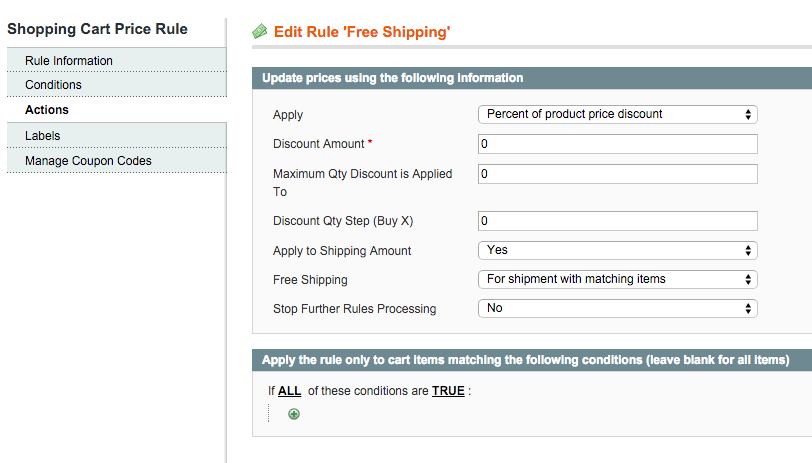 Shopping Cart Price Rule
Rule Information
Conditions
Actions
Labels
Manage Coupon Codes
Edit Rule 'Free Shipping'
Update prices using the following information
Apply Percent of product price discount
Discount Amount * 0
Maximum Qty Discount is Applied To 0
Discount Qty Step (Buy X) 0
Apply to Shipping Amount Yes
Free Shipping For shipment with matching items
Stop Further Rules Processing No
Apply the rule only to cart items matching the following conditions (leave blank for all items)
If ALL of these conditions are TRUE :